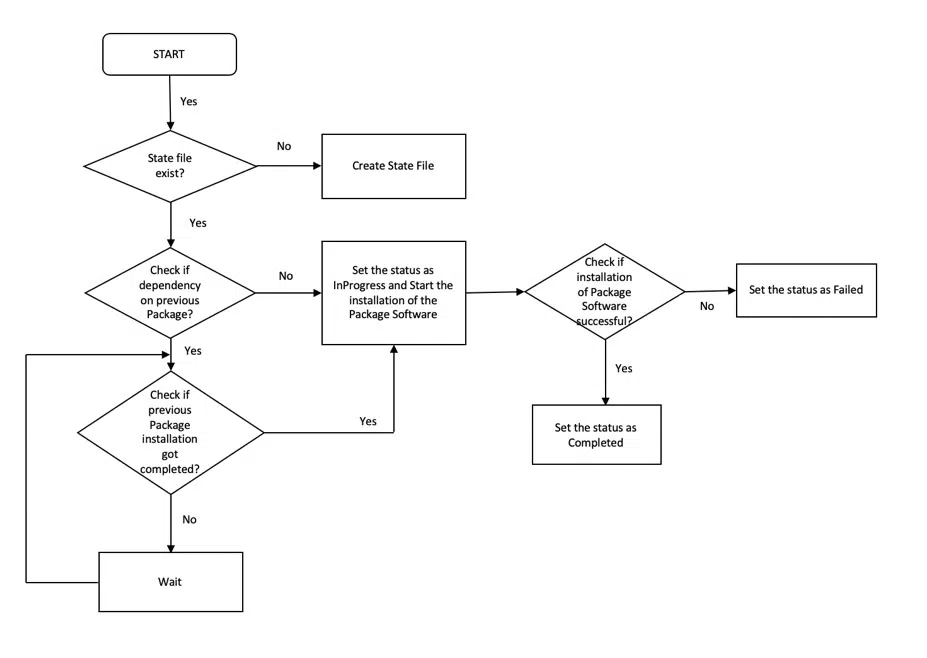 START
Yes
State file
exist?
No
Create State File
Yes
Check if
dependency
on previous
Package?
No
Set the status as
InProgress and Start the
installation of the
Package Software
Check if
installation
of Package
Software
successful?
No
Set the status as Failed
Yes
Set the status as
Completed
Yes
Check if
previous
Package
installation
got
completed?
Yes
No
Wait